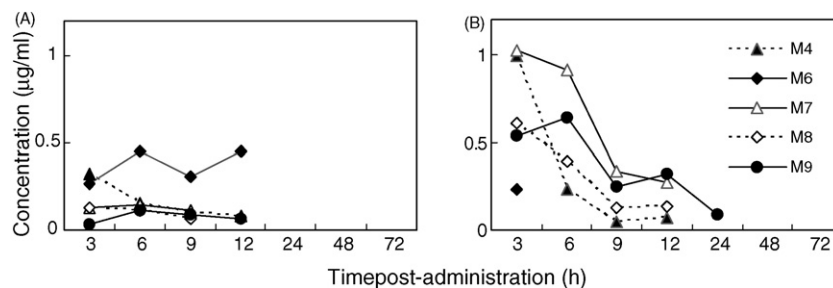 (A)
(B)
Concentration (μg/ml)
1
0.5
0
3 6 9 12 24 48 72
1
0.5
0
3 6 9 12 24 48 72
M4
M6
M7
M8
M9
Timepost-administration (h)